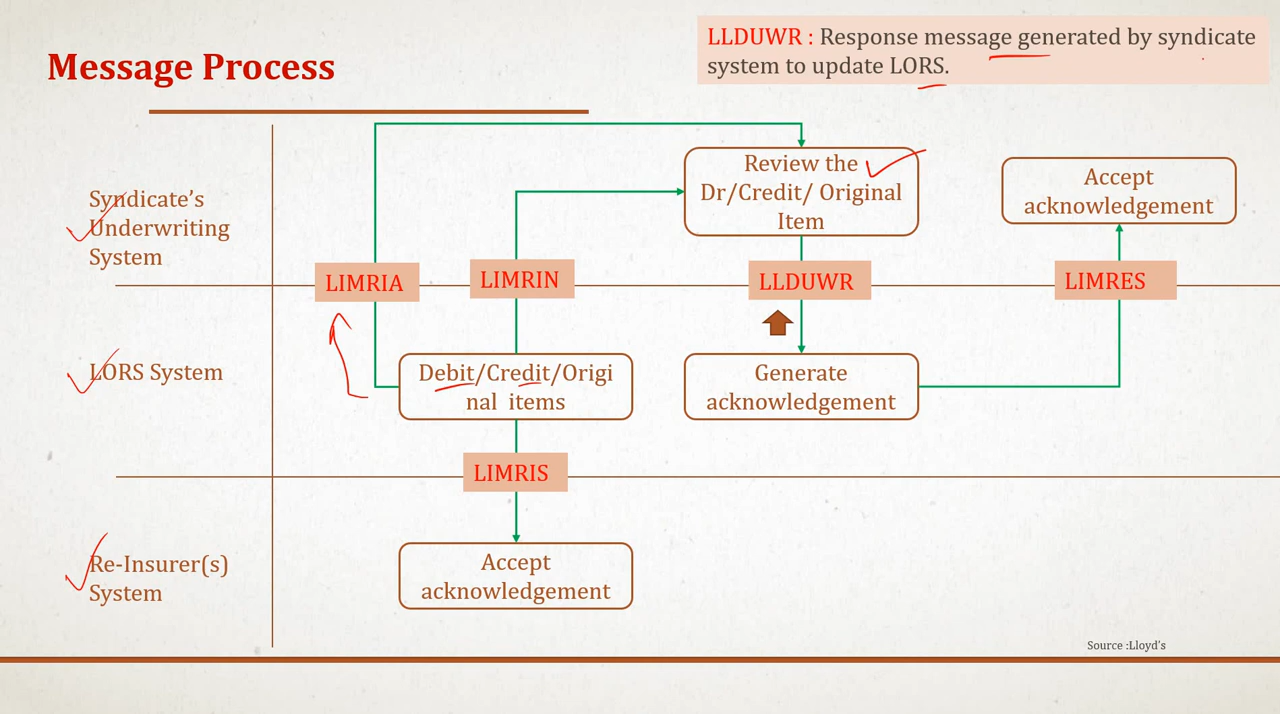 Message Process
LLDUWR : Response message generated by syndicate
system to update LORS.
Syndicate's
Underwriting
System
Review the
Dr/Credit/ Original
Item
Accept
acknowledgement
LIMRIA
LIMRIN
LLDUWR
LIMRES
LORS System
Debit/Credit/Origi
nal items
Generate
acknowledgement
LIMRIS
Re-Insurer(s)
System
Accept
acknowledgement
Source :Lloyd's